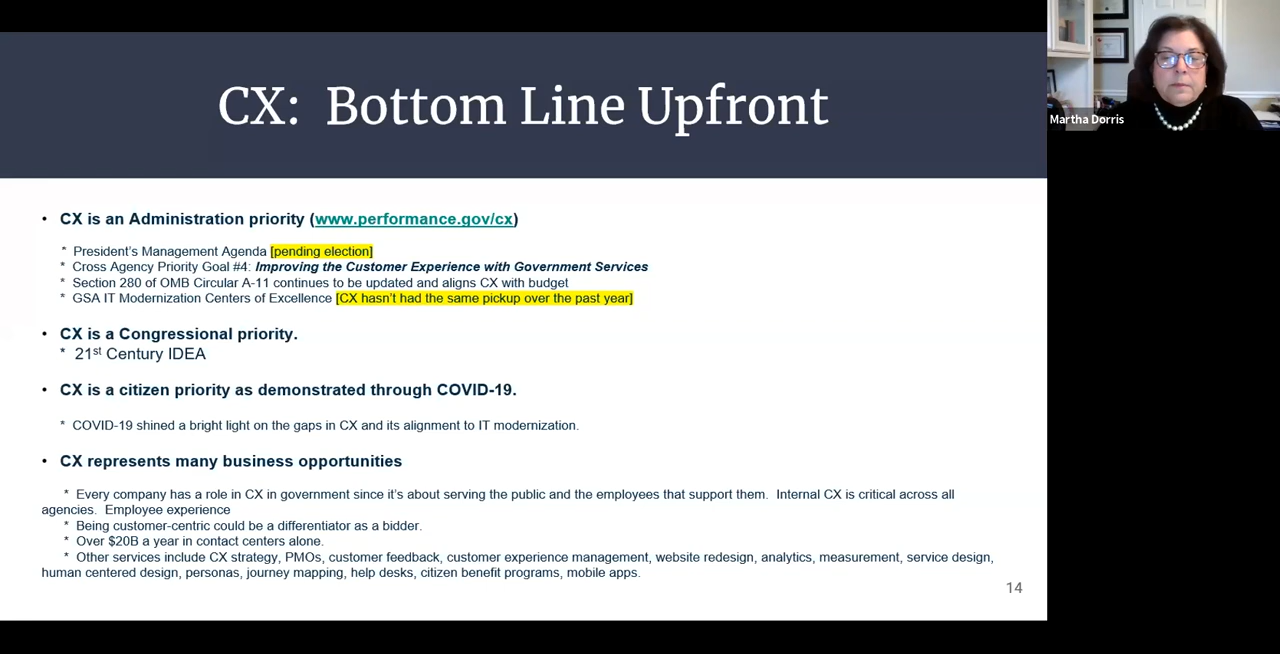 CX: Bottom Line Upfront
Martha Dorris
• CX is an Administration priority (www.performance.gov/cx)
* President's Management Agenda [pending election]
* Cross Agency Priority Goal #4: Improving the Customer Experience with Government Services
* Section 280 of OMB Circular A-11 continues to be updated and aligns CX with budget
* GSA IT Modernization Centers of Excellence [CX hasn't had the same pickup over the past year]
• CX is a Congressional priority.
* 21st Century IDEA
• CX is a citizen priority as demonstrated through COVID-19.
* COVID-19 shined a bright light on the gaps in CX and its alignment to IT modernization.
• CX represents many business opportunities
* Every company has a role in CX in government since it's about serving the public and the employees that support them. Internal CX is critical across all
agencies. Employee experience
* Being customer-centric could be a differentiator as a bidder.
* Over $20B a year in contact centers alone.
* Other services include CX strategy, PMOs, customer feedback, customer experience management, website redesign, analytics, measurement, service design,
human centered design, personas, journey mapping, help desks, citizen benefit programs, mobile apps.
14